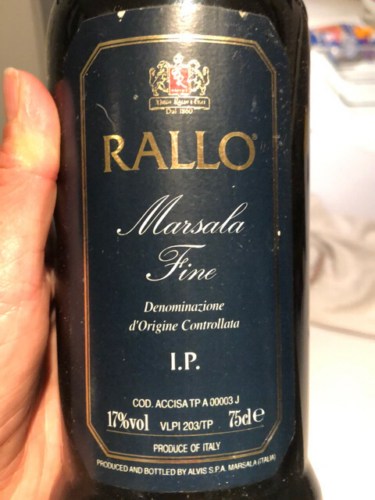 Dal 1860
RALLO®
Marsala
Fine
Denominazione
d'Origine Controllata
I.P.
COD. ACCISA TP A 00003 J
17%vol VLPI 203/TP 75cl e
PRODUCE OF ITALY
PRODUCED AND BOTTLED BY ALVIS S.P.A. MARSALA (ITALIA)